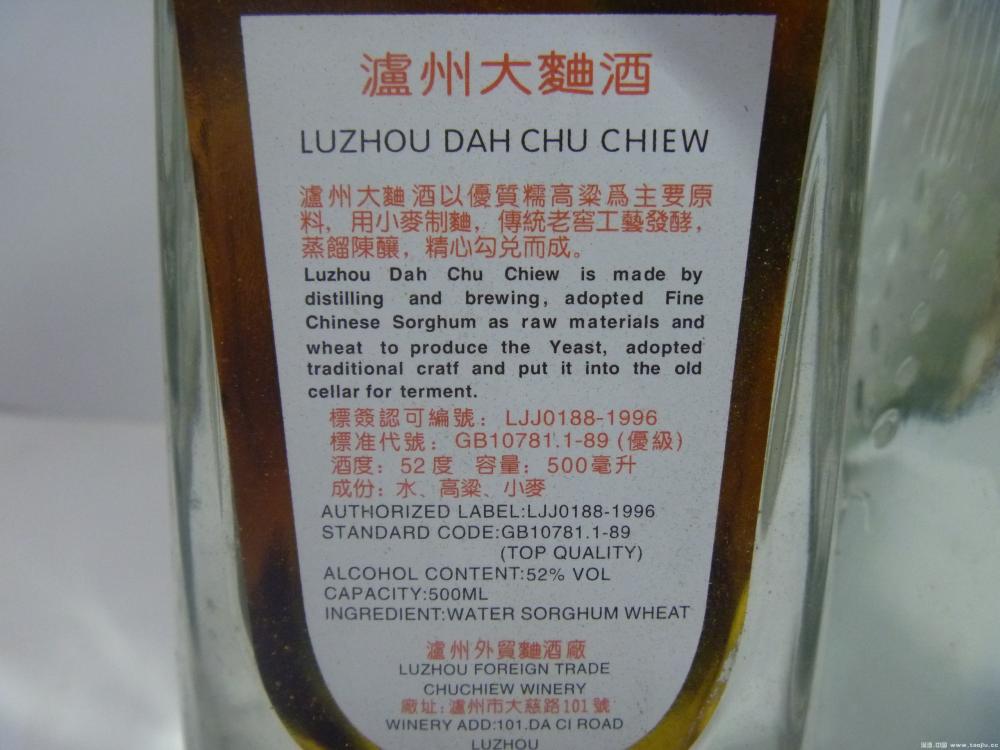 瀘州大麯酒
LUZHOU DAH CHU CHIEW
瀘州大麯酒以優質糯高粱爲主要原
料，用小麥制麯，傳統老窖工藝發酵，
蒸餾陳釀，精心勾兑而成。
Luzhou Dah Chu Chiew is made by
distilling and brewing, adopted Fine
Chinese Sorghum as raw materials and
wheat to produce the Yeast, adopted
traditional cratf and put it into the old
cellar for terment.
標簽認可編號：LJJ0188-1996
標准代號：GB10781.1-89 (優級)
酒度：52度 容量：500毫升
成份：水、高粱、小麥
AUTHORIZED LABEL:LJJ0188-1996
STANDARD CODE:GB10781.1-89
(TOP QUALITY)
ALCOHOL CONTENT:52% VOL
CAPACITY:500ML
INGREDIENT:WATER SORGHUM WHEAT
瀘州外貿麯酒廠
LUZHOU FOREIGN TRADE
CHUCHIEW WINERY
廠址：瀘州市大慈路101號
WINERY ADD:101.DA CI ROAD
LUZHOU
www.taojiu.cc